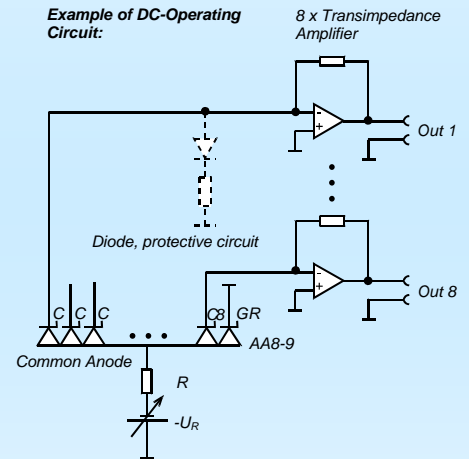 Example of DC-Operating
Circuit:
8 x Transimpedance
Amplifier
-
+
Out 1
Diode, protective circuit
-
+
Out 8
C
C
C
C8
GR
AA8-9
Common Anode
R
-UR